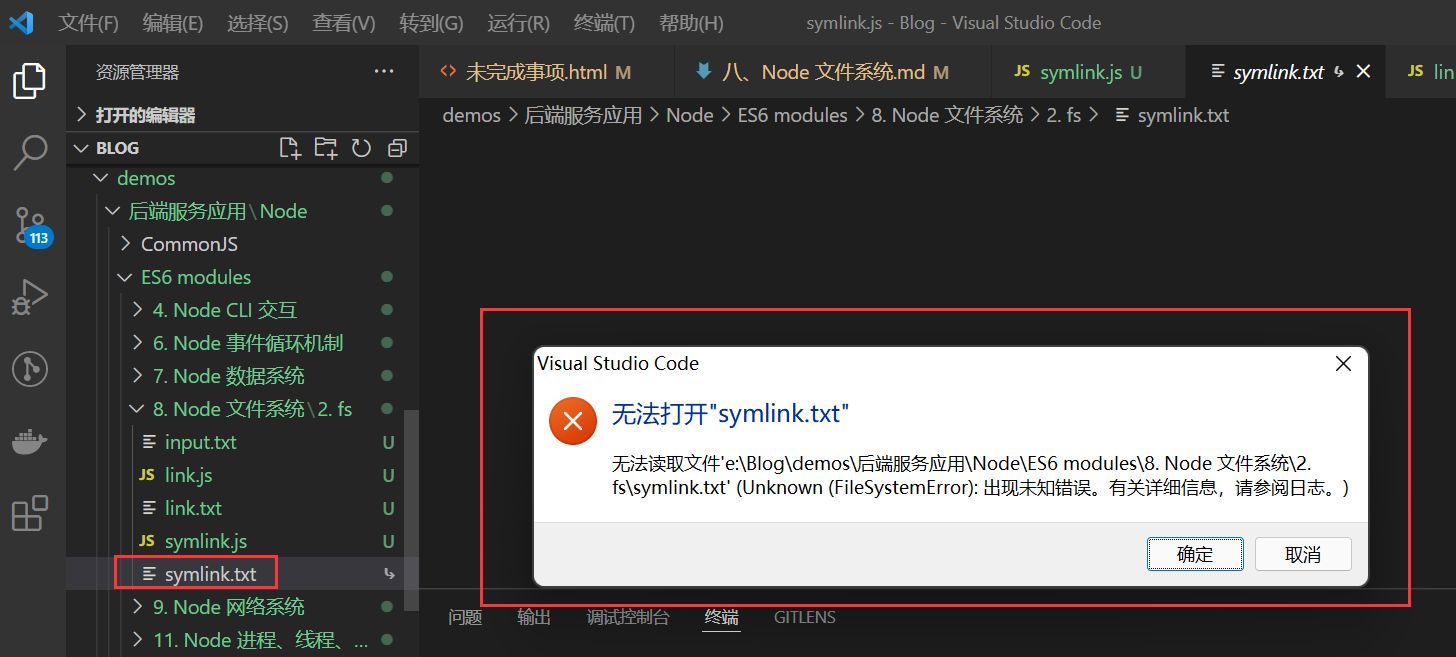 文件(F) 编辑(E) 选择(S) 查看(V) 转到(G) 运行(R) 终端(T) 帮助(H) symlink.js - Blog - Visual Studio Code
资源管理器 ···
未完成事项.html M 八、Node 文件系统.md M JS symlink.js U symlink.txt JS lin
打开的编辑器
demos > 后端服务应用 > Node > ES6 modules > 8. Node 文件系统 > 2. fs > symlink.txt
BLOG
demos
后端服务应用\Node
113
CommonJS
ES6 modules
4. Node CLI 交互
6. Node 事件循环机制
7. Node 数据系统
8. Node 文件系统\2. fs
input.txt U
JS link.js U
link.txt U
JS symlink.js U
symlink.txt
9. Node 网络系统
11. Node 进程、线程、...
Visual Studio Code
无法打开"symlink.txt"
无法读取文件'e:\Blog\demos\后端服务应用\Node\ES6 modules\8. Node 文件系统\2.
fs\symlink.txt' (Unknown (FileSystemError): 出现未知错误。有关详细信息，请参阅日志。)
确定 取消
问题 输出 调试控制台 终端 GITLENS